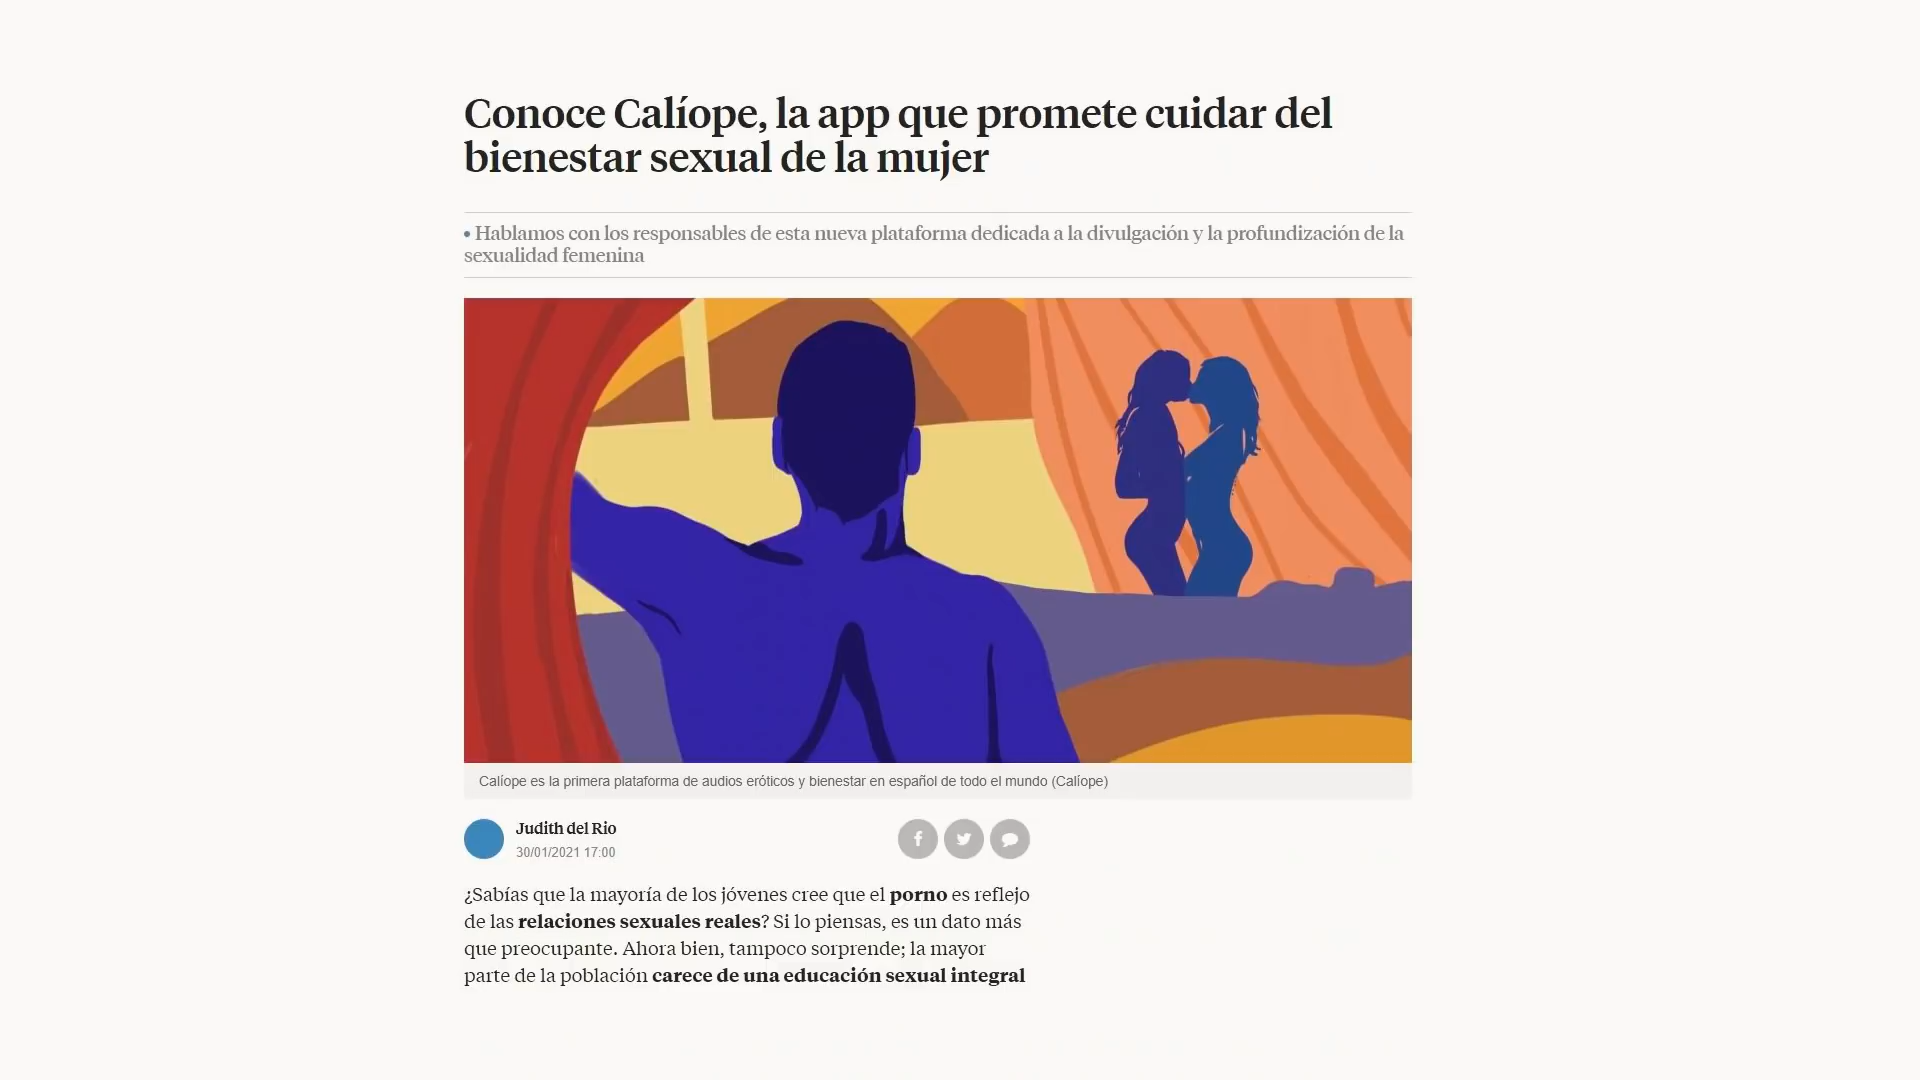 Conoce Calíope, la app que promete cuidar del
bienestar sexual de la mujer
• Hablamos con los responsables de esta nueva plataforma dedicada a la divulgación y la profundización de la
sexualidad femenina
Calíope es la primera plataforma de audios eróticos y bienestar en español de todo el mundo (Calíope)
Judith del Rio
30/01/2021 17:00
¿Sabías que la mayoría de los jóvenes cree que el porno es reflejo
de las relaciones sexuales reales? Si lo piensas, es un dato más
que preocupante. Ahora bien, tampoco sorprende; la mayor
parte de la población carece de una educación sexual integral